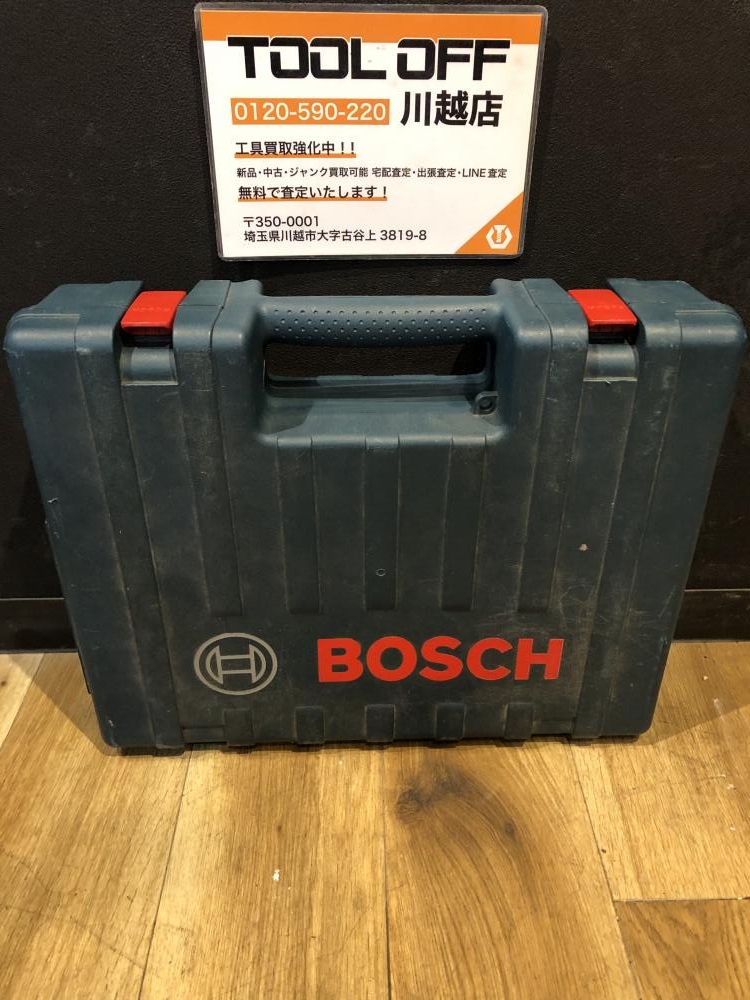 TOOL OFF
0120-590-220 川越店
工具買取強化中！！
新品・中古・ジャンク買取可能 宅配査定・出張査定・LINE査定
無料で査定いたします！
〒350-0001
埼玉県川越市大字古谷上 3819-8
BOSCH